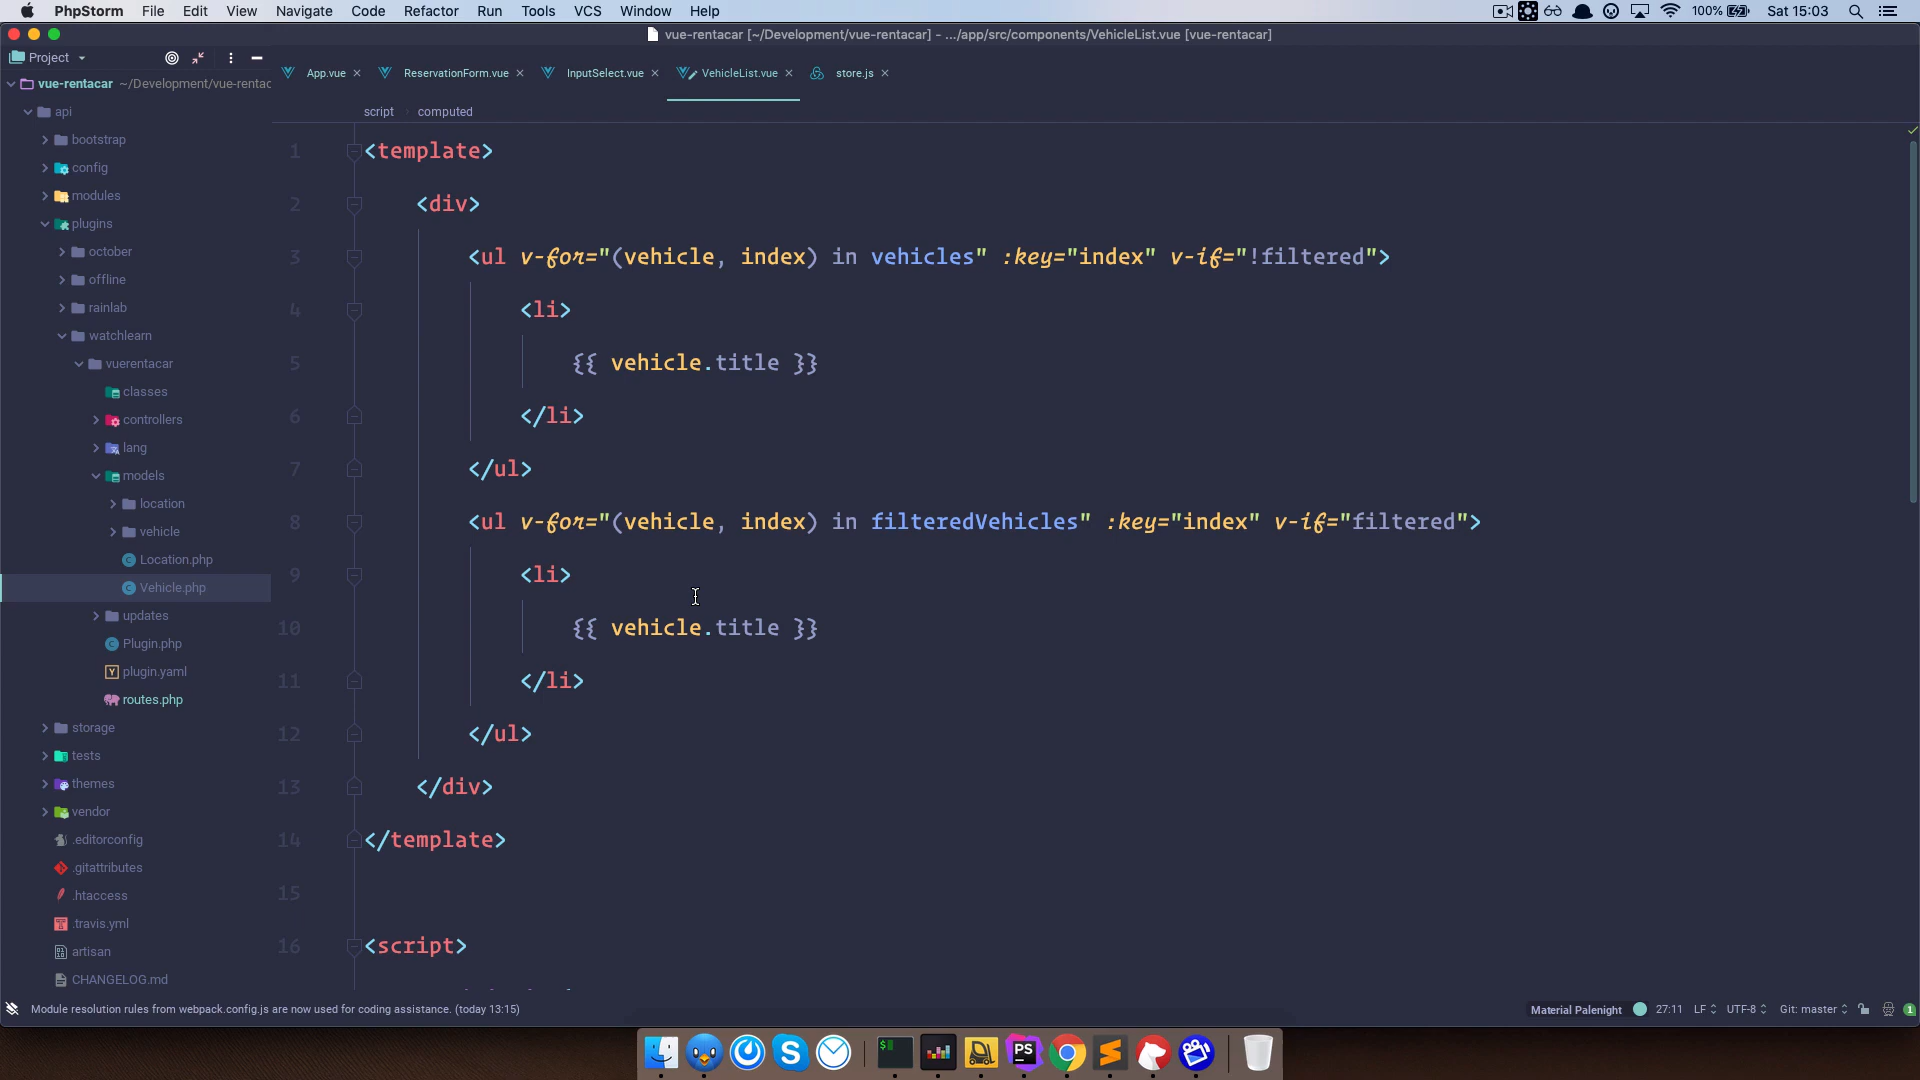 PhpStorm File Edit View Navigate Code Refactor Run Tools VCS Window Help 100% Sat 15:03
vue-rentacar [~/Development/vue-rentacar] - .../app/src/components/VehicleList.vue [vue-rentacar]
Project App.vue ReservationForm.vue InputSelect.vue VehicleList.vue store.js
vue-rentacar ~/Development/vue-rentac
script computed
api
bootstrap
config
modules
plugins
october
offline
rainlab
watchlearn
vuerentacar
classes
controllers
lang
models
location
vehicle
Location.php
Vehicle.php
updates
Plugin.php
plugin.yaml
routes.php
storage
tests
themes
vendor
.editorconfig
.gitattributes
.htaccess
.travis.yml
artisan
CHANGELOG.md
1 <template>
2 <div>
3 <ul v-for="(vehicle, index) in vehicles" :key="index" v-if="!filtered">
4 <li>
5 {{ vehicle.title }}
6 </li>
7 </ul>
8 <ul v-for="(vehicle, index) in filteredVehicles" :key="index" v-if="filtered">
9 <li>
10 {{ vehicle.title }}
11 </li>
12 </ul>
13 </div>
14 </template>
15
16 <script>
Module resolution rules from webpack.config.js are now used for coding assistance. (today 13:15) Material Palenight 27:11 LF UTF-8 Git: master 1
$
PS